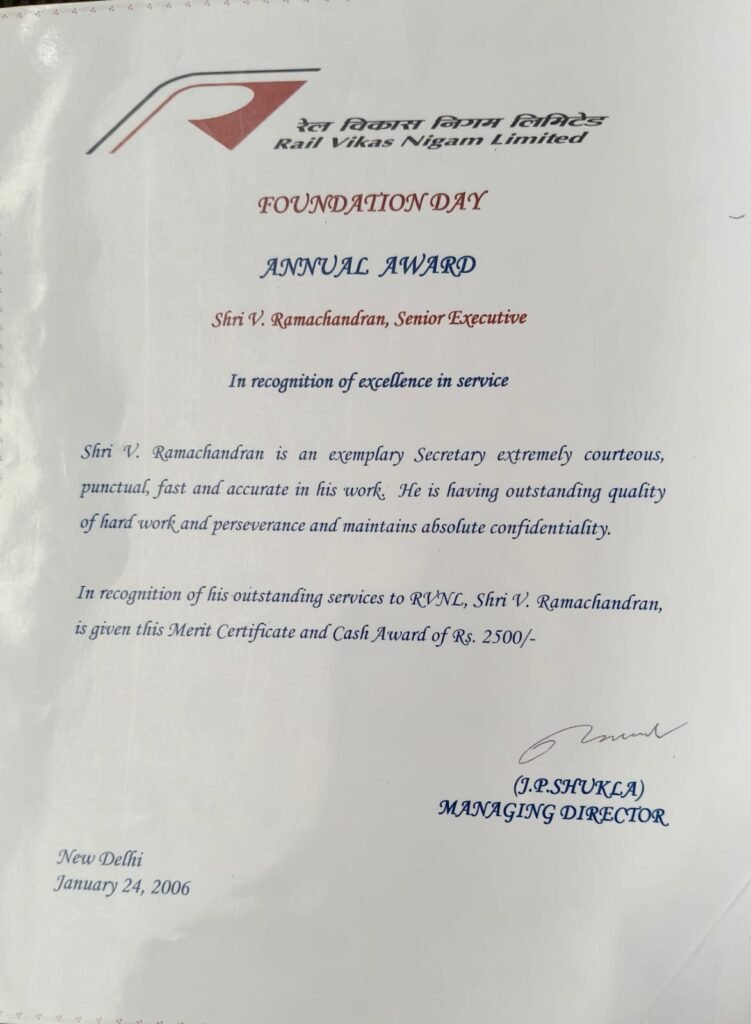 रेल विकास निगम लिमिटेड
Rail Vikas Nigam Limited
FOUNDATION DAY
ANNUAL AWARD
Shri V. Ramachandran, Senior Executive
In recognition of excellence in service
Shri V. Ramachandran is an exemplary Secretary extremely courteous,
punctual, fast and accurate in his work. He is having outstanding quality
of hard work and perseverance and maintains absolute confidentiality.
In recognition of his outstanding services to RVNL, Shri V. Ramachandran,
is given this Merit Certificate and Cash Award of Rs. 2500/-
(J.P.SHUKLA)
MANAGING DIRECTOR
New Delhi
January 24, 2006